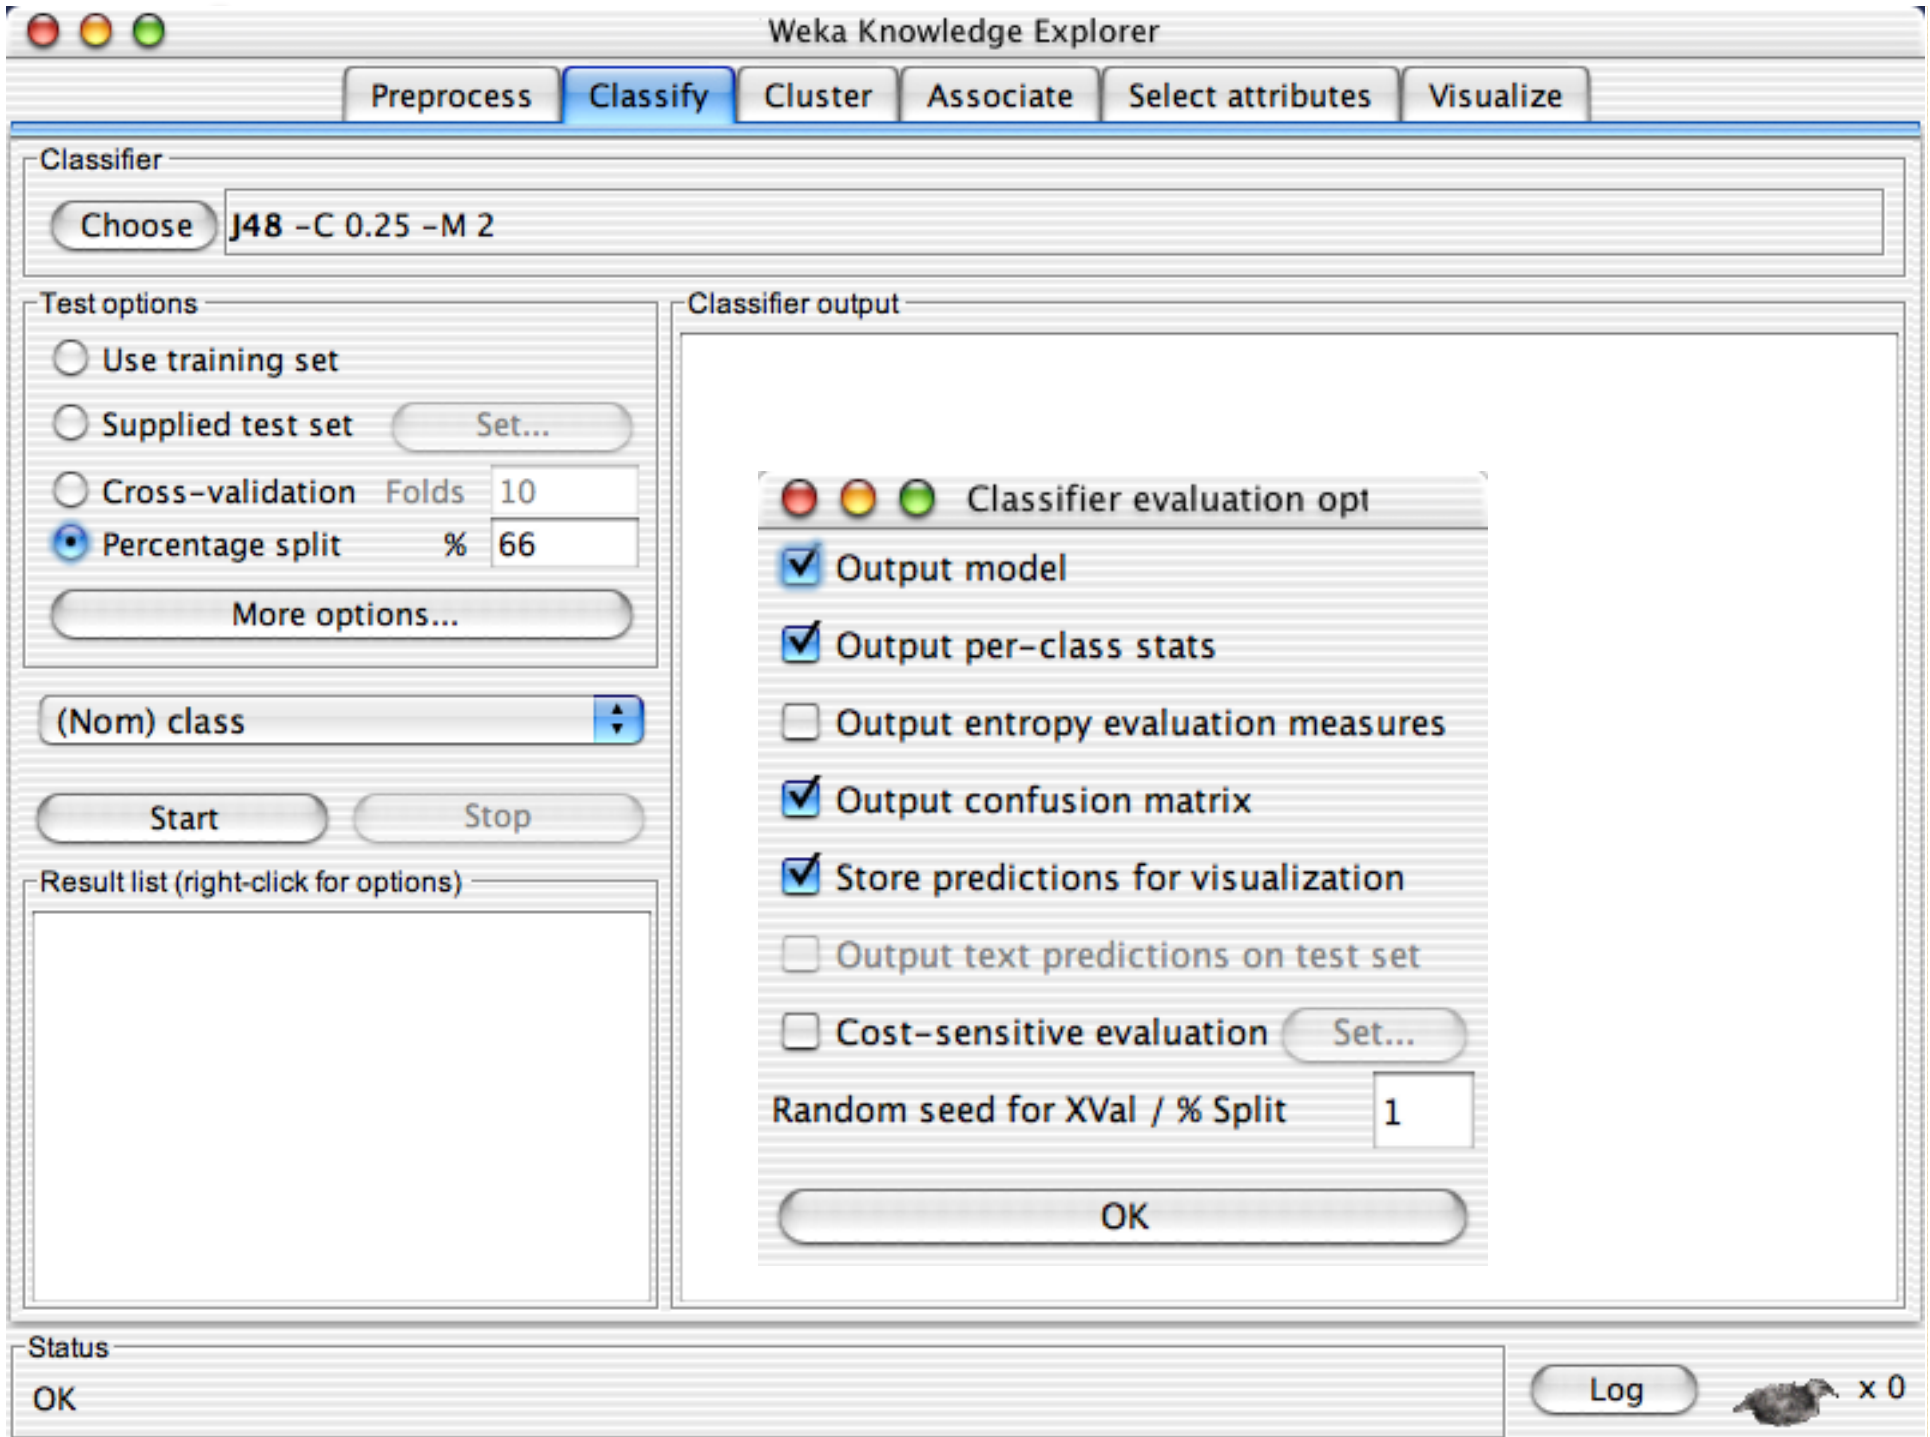 Weka Knowledge Explorer
Preprocess Classify Cluster Associate Select attributes Visualize
Classifier
Choose J48 -C 0.25 -M 2
Test options
Use training set
Supplied test set Set...
Cross-validation Folds 10
Percentage split % 66
More options...
(Nom) class
Start Stop
Result list (right-click for options)
Classifier output
Classifier evaluation opt
Output model
Output per-class stats
Output entropy evaluation measures
Output confusion matrix
Store predictions for visualization
Output text predictions on test set
Cost-sensitive evaluation Set...
Random seed for XVal / % Split 1
OK
Status
OK
Log x 0